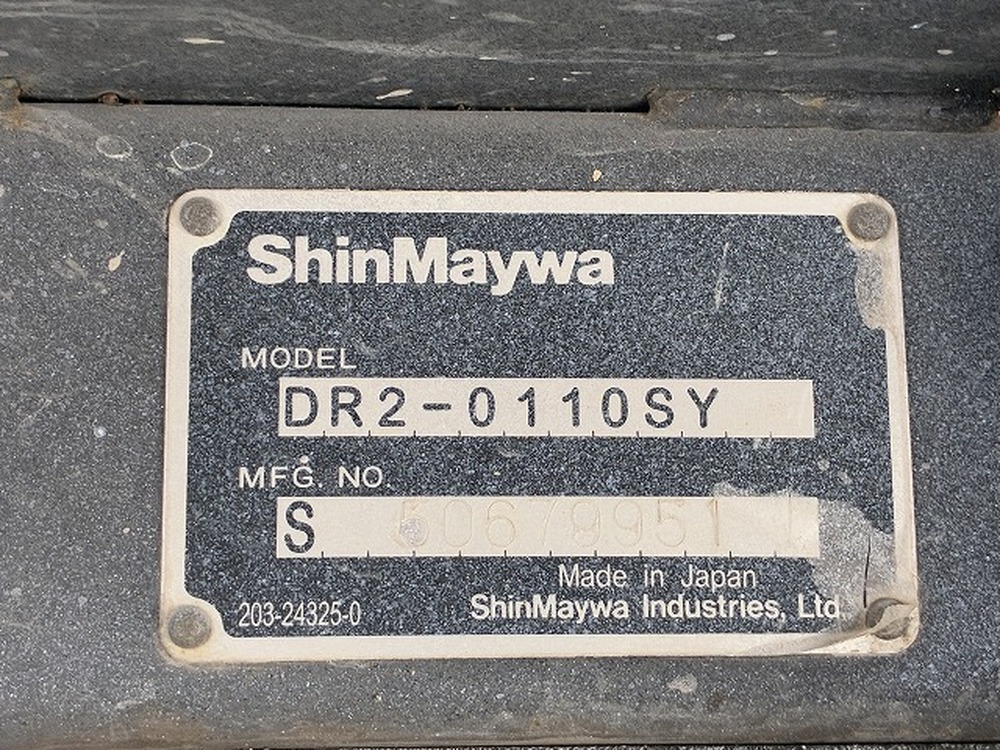 ShinMaywa
MODEL
DR2-0110SY
MFG. NO
S
Made in Japan
203-24325-0
ShinMaywa Industries, Ltd.